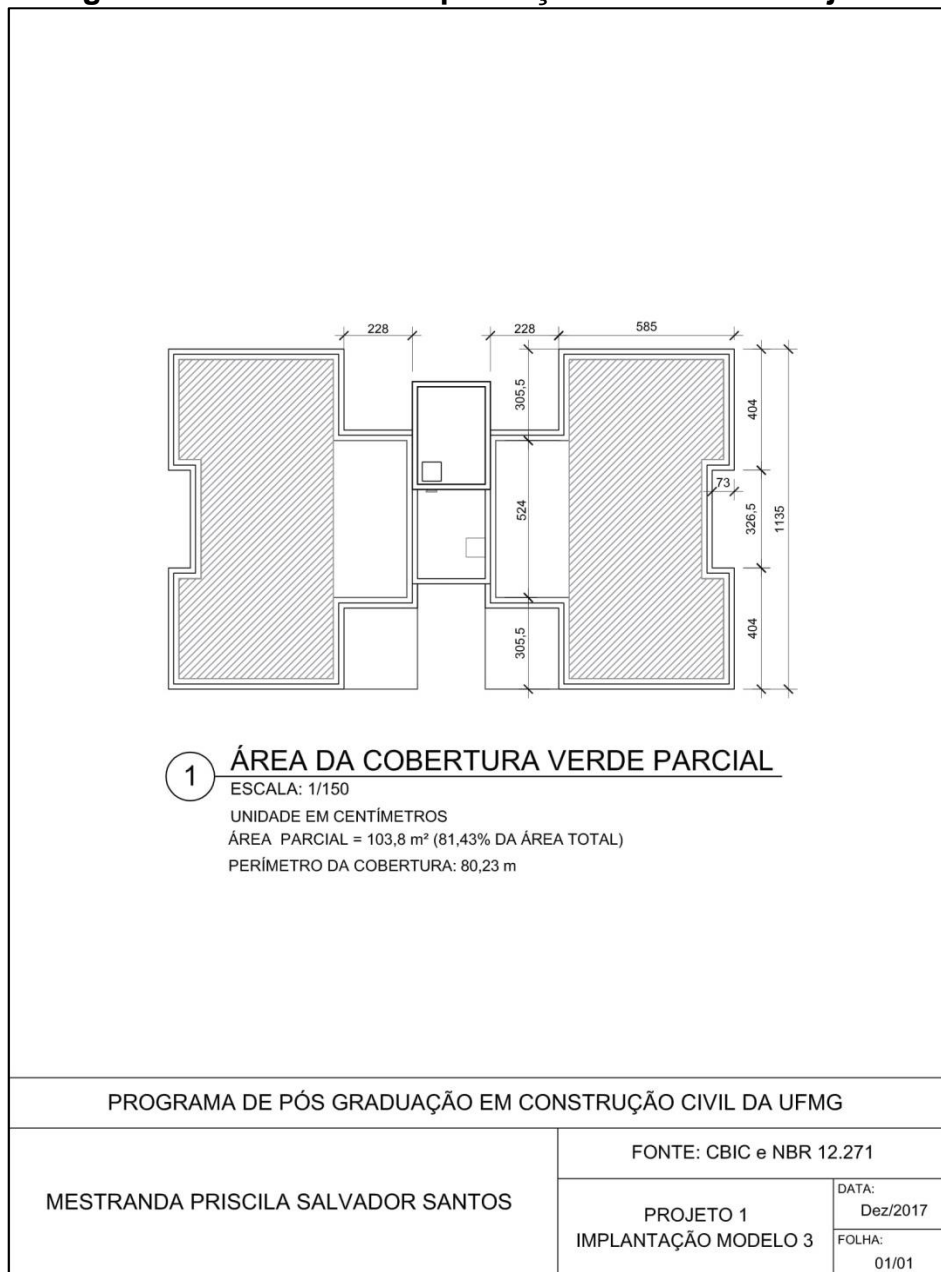 228
228
585
305,5
404
524
73
326,5
1135
305,5
404
1
ÁREA DA COBERTURA VERDE PARCIAL
ESCALA: 1/150
UNIDADE EM CENTÍMETROS
ÁREA PARCIAL = 103,8 m² (81,43% DA ÁREA TOTAL)
PERÍMETRO DA COBERTURA: 80,23 m
PROGRAMA DE PÓS GRADUAÇÃO EM CONSTRUÇÃO CIVIL DA UFMG
MESTRANDA PRISCILA SALVADOR SANTOS
FONTE: CBIC e NBR 12.271
PROJETO 1
IMPLANTAÇÃO MODELO 3
DATA:
Dez/2017
FOLHA:
01/01